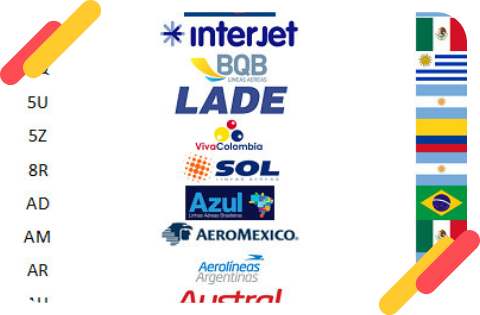 interjet
BQB
LINEAS AEREAS
5U
LADE
5Z
VivaColombia
8R
SOL
LINEAS AEREAS
AD
Azul
Linhas Aéreas Brasileiras
AM
AEROMEXICO.
AR
Aerolíneas
Argentinas
Austral